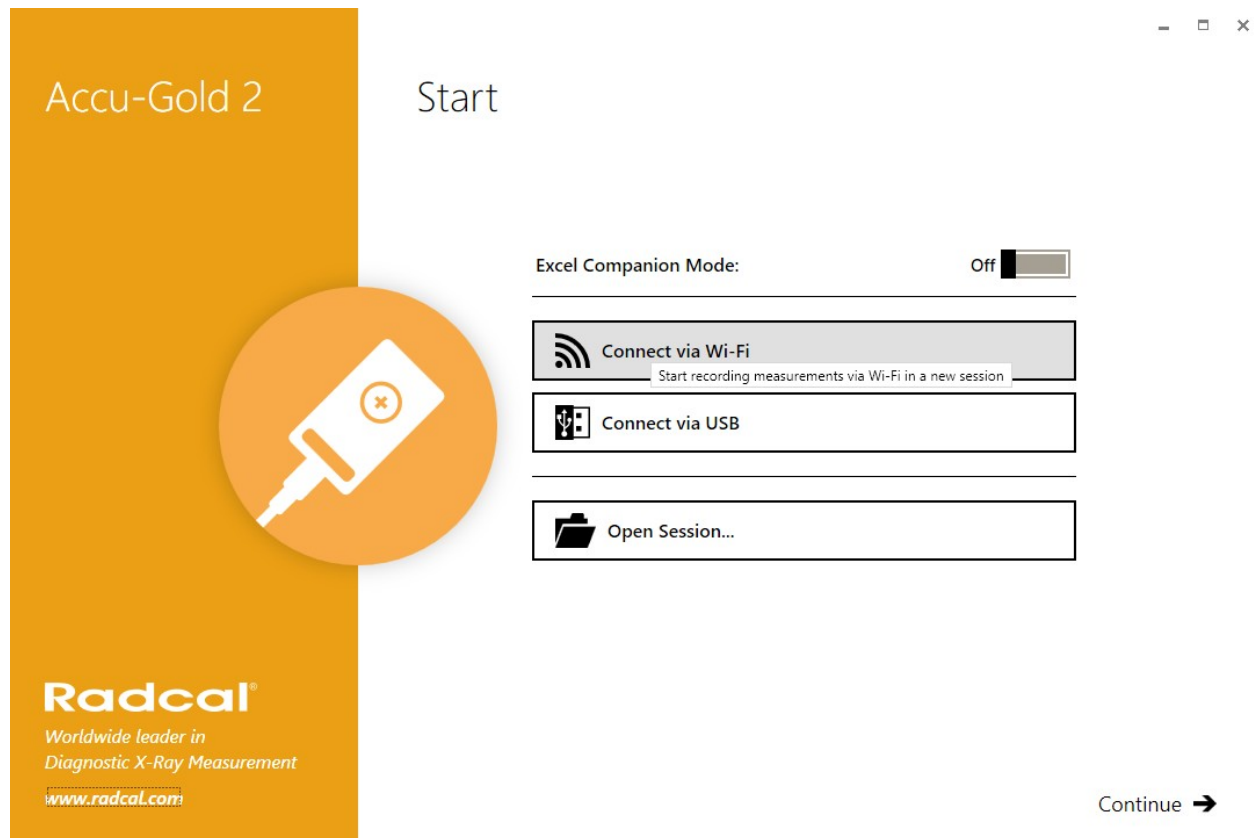 Accu-Gold 2
Start
Excel Companion Mode:
Off
Connect via Wi-Fi
Start recording measurements via Wi-Fi in a new session
Connect via USB
Open Session...
Radcal®
Worldwide leader in
Diagnostic X-Ray Measurement
www.radcal.com
Continue